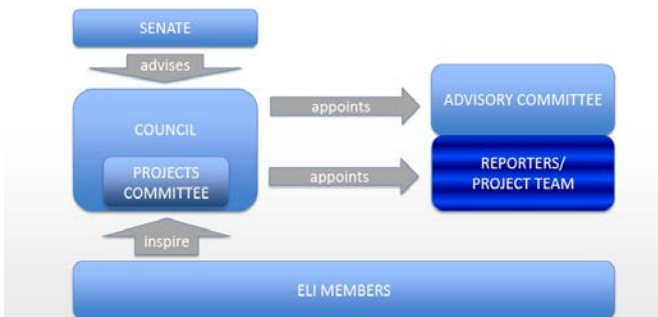 SENATE
advises
COUNCIL
PROJECTS
COMMITTEE
appoints
ADVISORY COMMITTEE
appoints
REPORTERS/
PROJECT TEAM
inspire
ELI MEMBERS